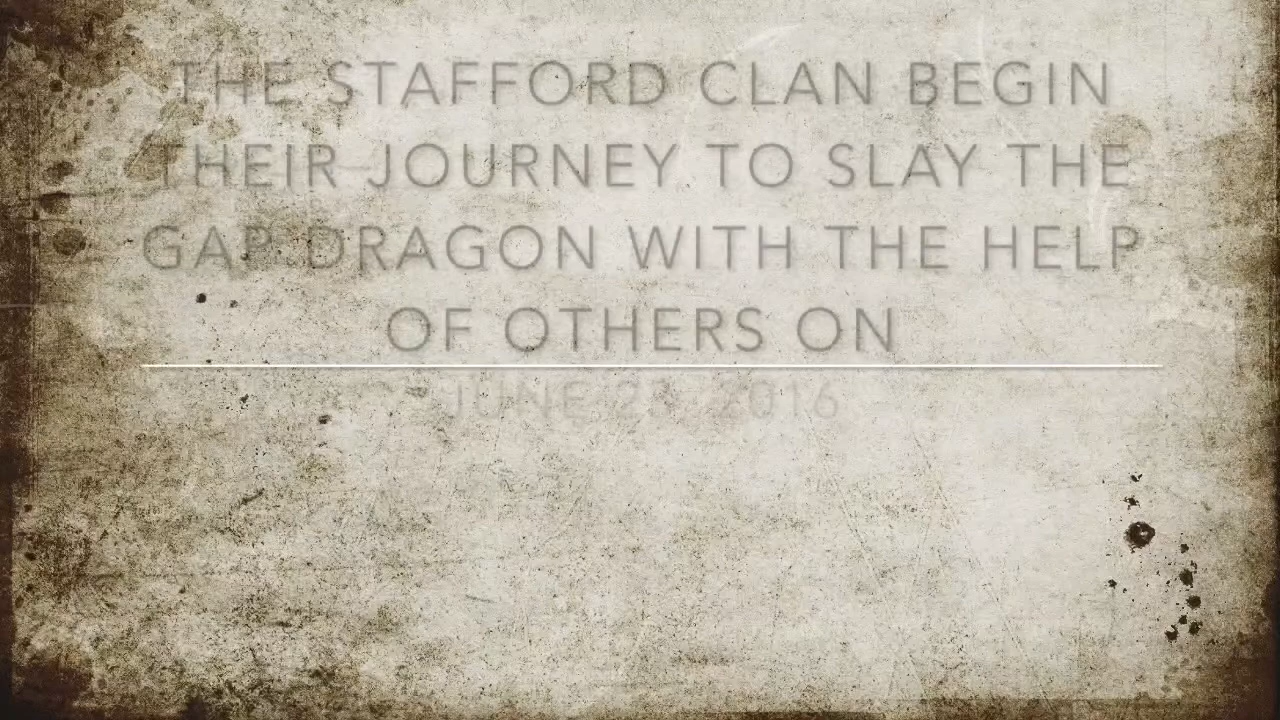 THE STAFFORD CLAN BEGIN
THEIR JOURNEY TO SLAY THE
GAP DRAGON WITH THE HELP
OF OTHERS ON
JUNE 2016